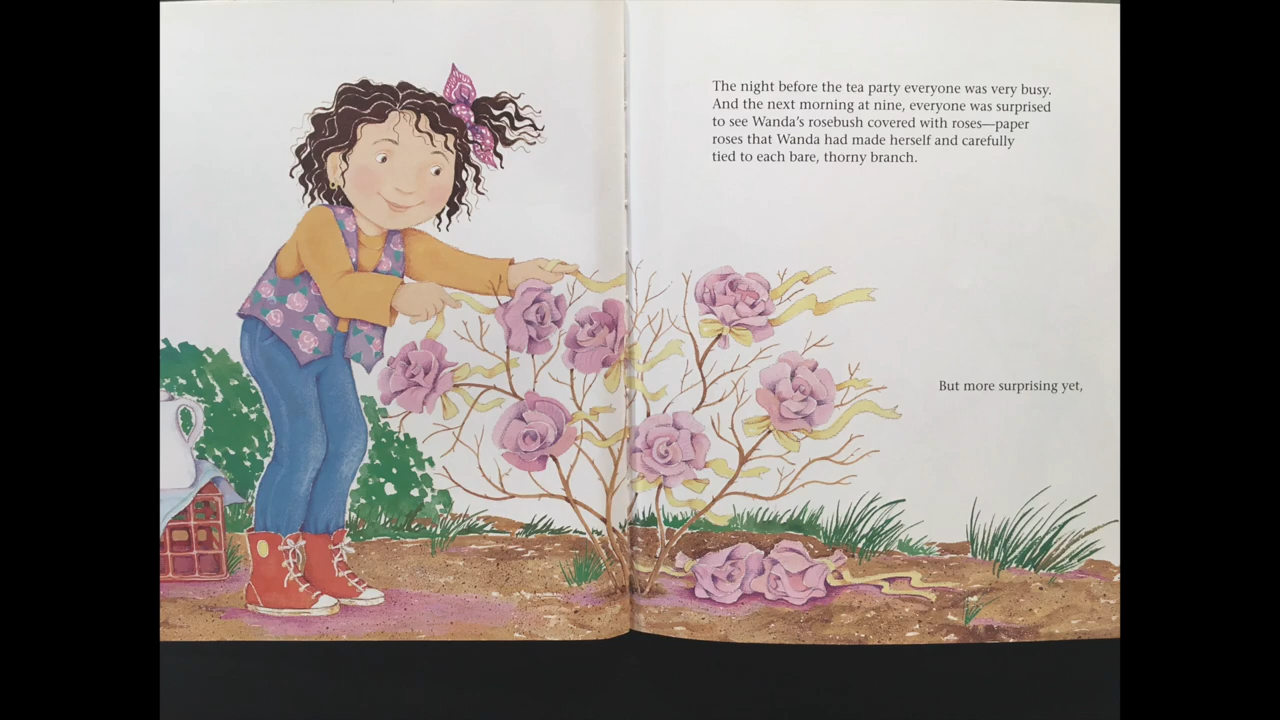 The night before the tea party everyone was very busy.
And the next morning at nine, everyone was surprised
to see Wanda’s rosebush covered with roses—paper
roses that Wanda had made herself and carefully
tied to each bare, thorny branch.
But more surprising yet,